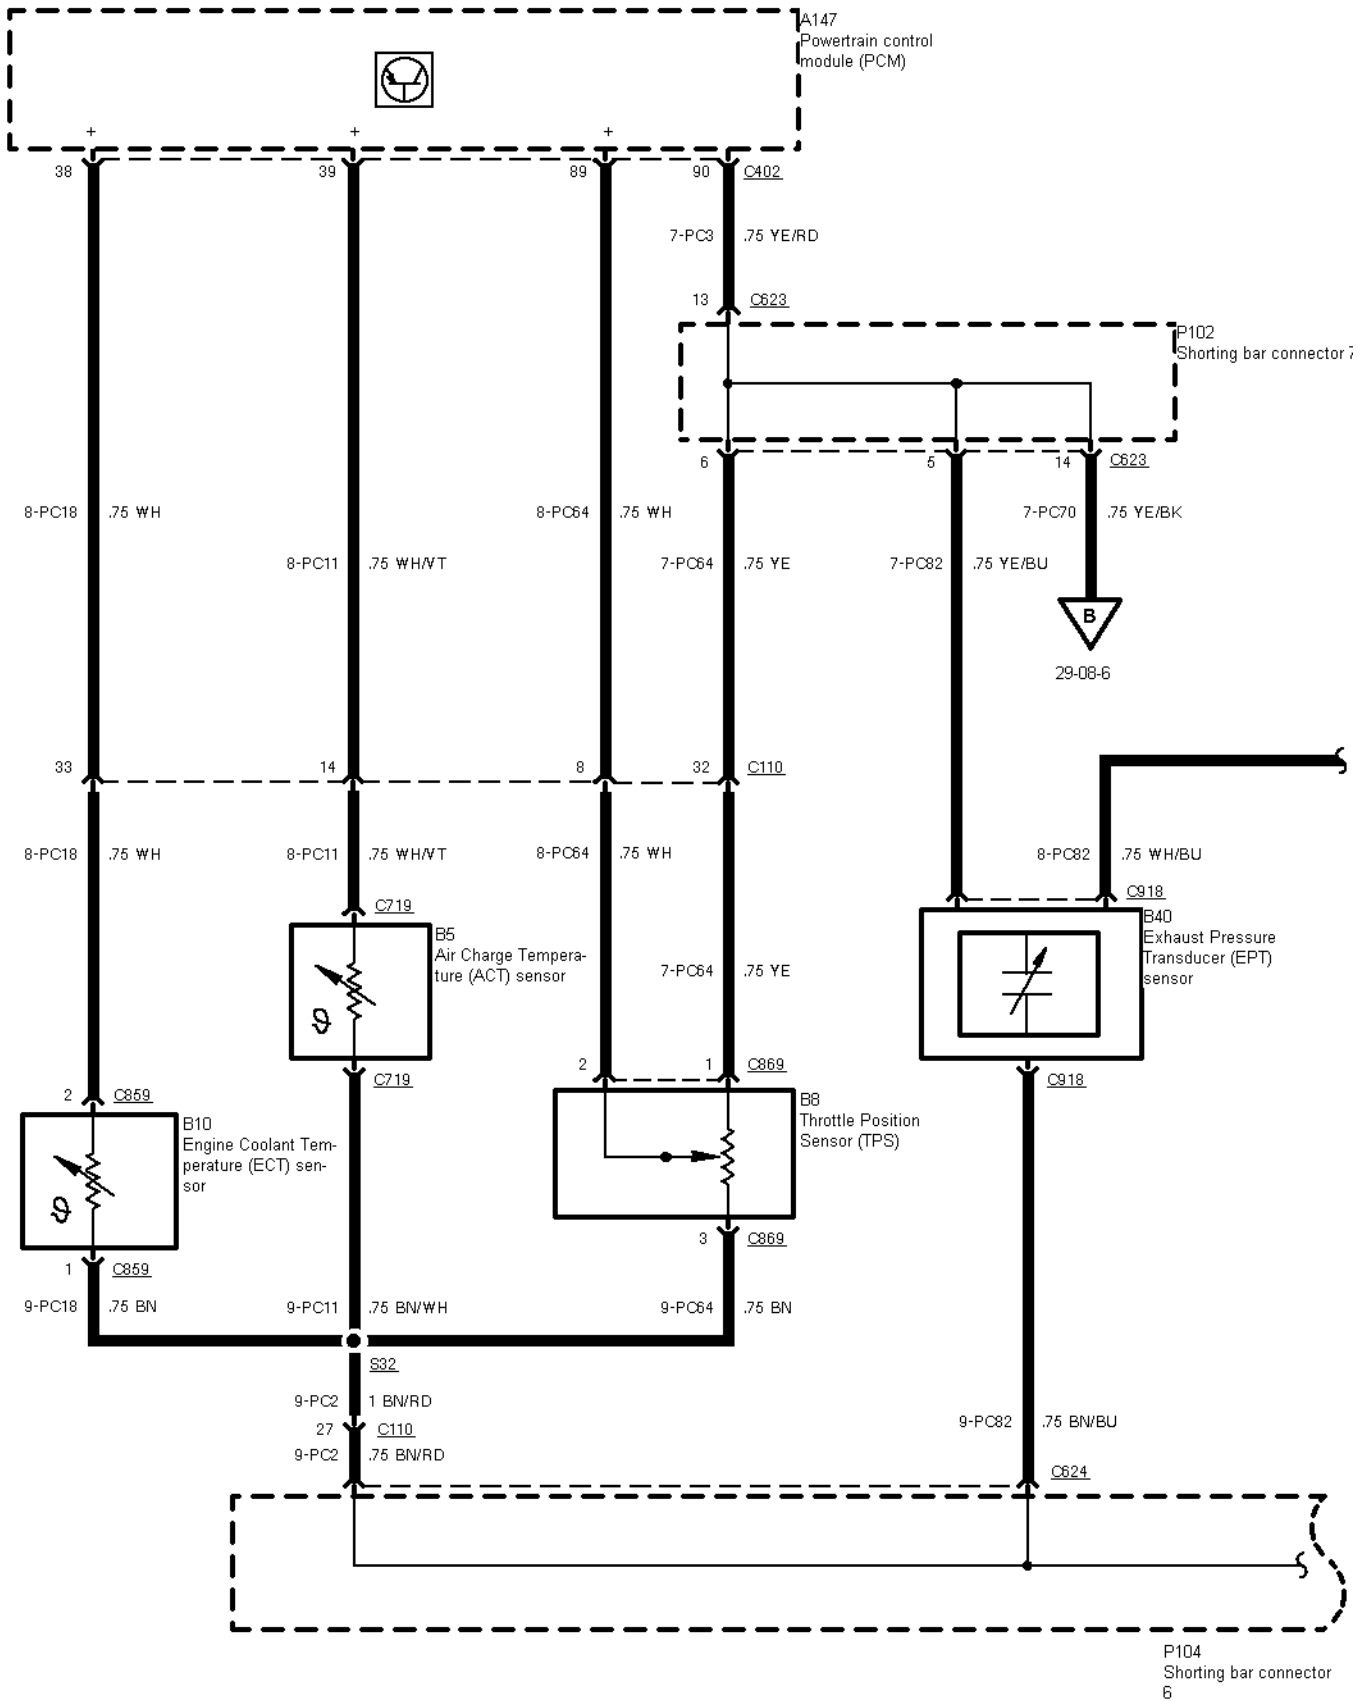 A147
Powertrain control
module (PCM)
+ + +
38 39 89 90 C402
7-PC3 .75 YE/RD
13 C623
P102
Shorting bar connector 7
6 5 14 C623
8-PC18 .75 WH 8-PC64 .75 WH 7-PC70 .75 YE/BK
8-PC11 .75 WH/VT 7-PC64 .75 YE 7-PC82 .75 YE/BU
B
29-08-6
33 14 8 32 C110
8-PC18 .75 WH 8-PC11 .75 WH/VT 8-PC64 .75 WH 8-PC82 .75 WH/BU
C918
C719
B40
Exhaust Pressure
Transducer (EPT)
sensor
B5
Air Charge Tempera-
ture (ACT) sensor
7-PC64 .75 YE
ϑ
2 1 C869
C719 C918
2 C859
B8
Throttle Position
Sensor (TPS)
B10
Engine Coolant Tem-
perature (ECT) sen-
sor
ϑ
3 C869
1 C859
9-PC18 .75 BN 9-PC11 .75 BN/WH 9-PC64 .75 BN
S32
9-PC2 1 BN/RD
9-PC82 .75 BN/BU
27 C110
9-PC2 .75 BN/RD
C624
P104
Shorting bar connector
6